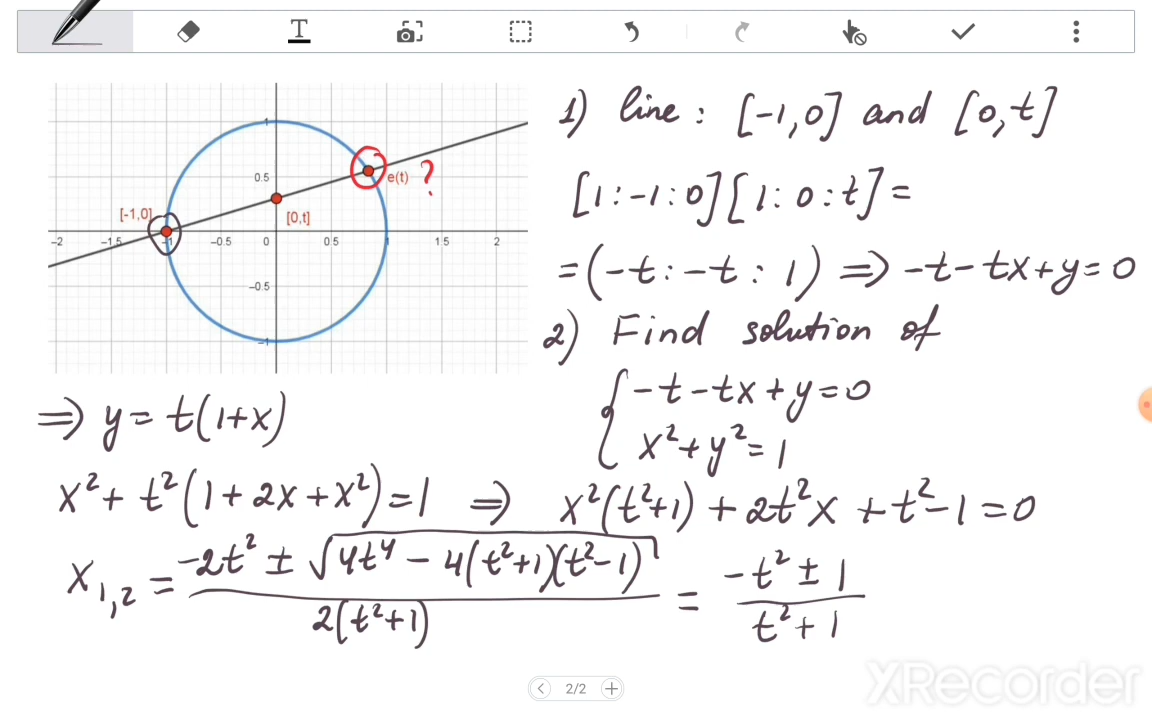 T
1) line : [-1,0] and [0,t]
[1:-1:0][1:0:t]=
=(-t:-t:1) => -t-tx+y=0
2) Find solution of
-t-tx+y=0
x²+y²=1
1
0.5
e(t) ?
[-1,0]
[0,t]
-2 -1.5 -1 -0.5 0 0.5 1 1.5 2
-0.5
-1
=> y=t(1+x)
x²+t²(1+2x+x²)=1 => x²(t²+1)+2t²x+t²-1=0
x₁,₂ = (-2t² ± √(4t⁴-4(t²+1)(t²-1))) / 2(t²+1) = (-t²±1) / (t²+1)
2/2
XRecorder